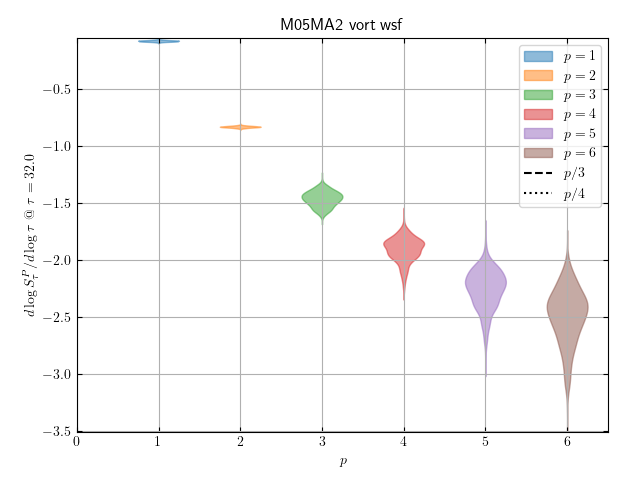 M05MA2 vort wsf
d log S_τ^P / d log τ @ τ = 32.0
−0.5
−1.0
−1.5
−2.0
−2.5
−3.0
−3.5
p = 1
p = 2
p = 3
p = 4
p = 5
p = 6
p/3
p/4
0 1 2 3 4 5 6
p